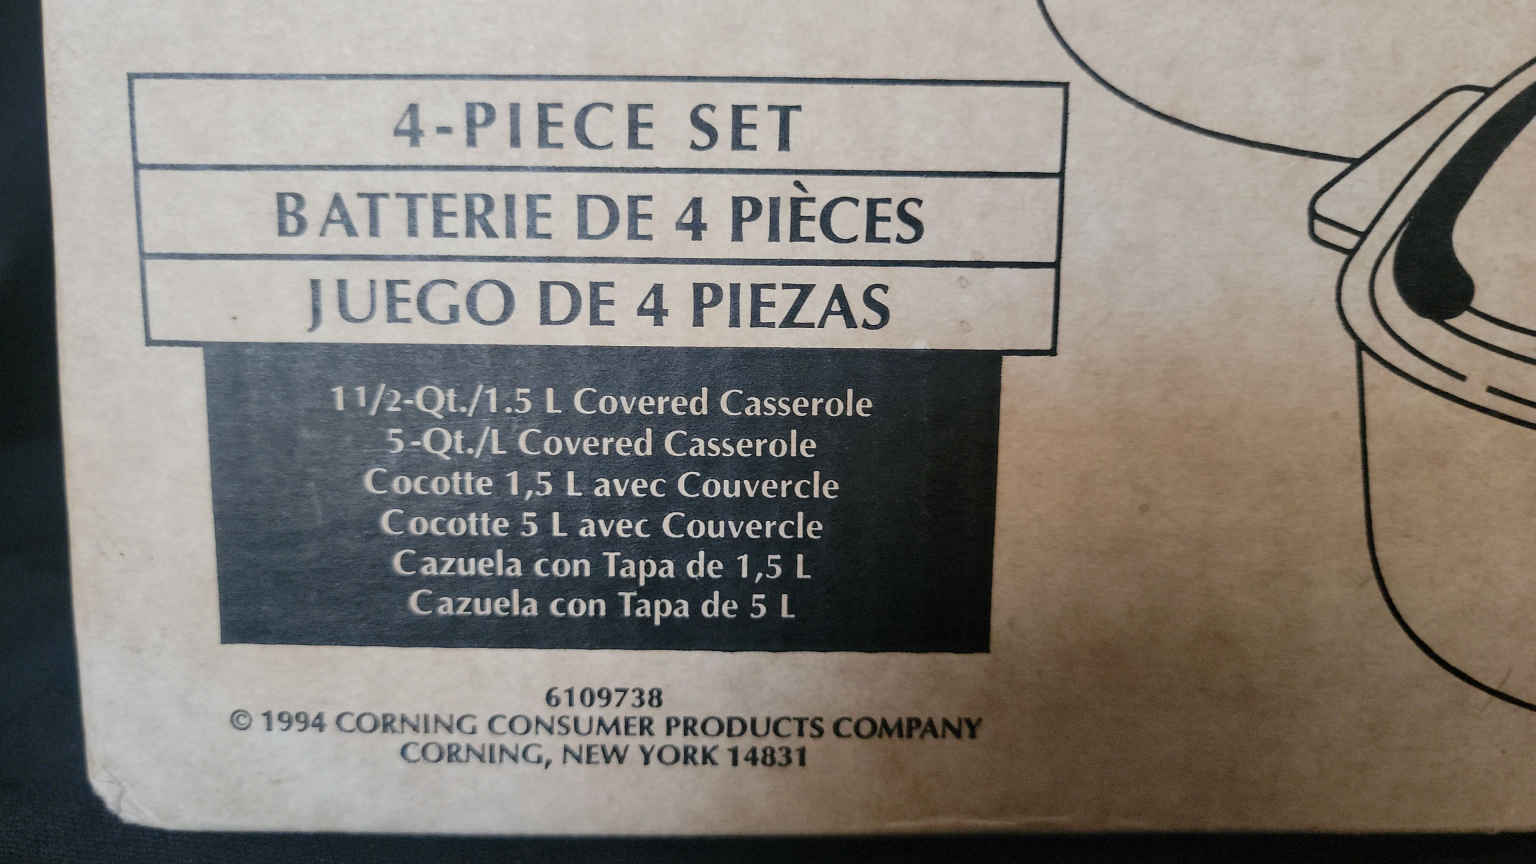 4-PIECE SET
BATTERIE DE 4 PIÈCES
JUEGO DE 4 PIEZAS
1 1/2-Qt./1.5 L Covered Casserole
5-Qt./L Covered Casserole
Cocotte 1,5 L avec Couvercle
Cocotte 5 L avec Couvercle
Cazuela con Tapa de 1,5 L
Cazuela con Tapa de 5 L
6109738
© 1994 CORNING CONSUMER PRODUCTS COMPANY
CORNING, NEW YORK 14831